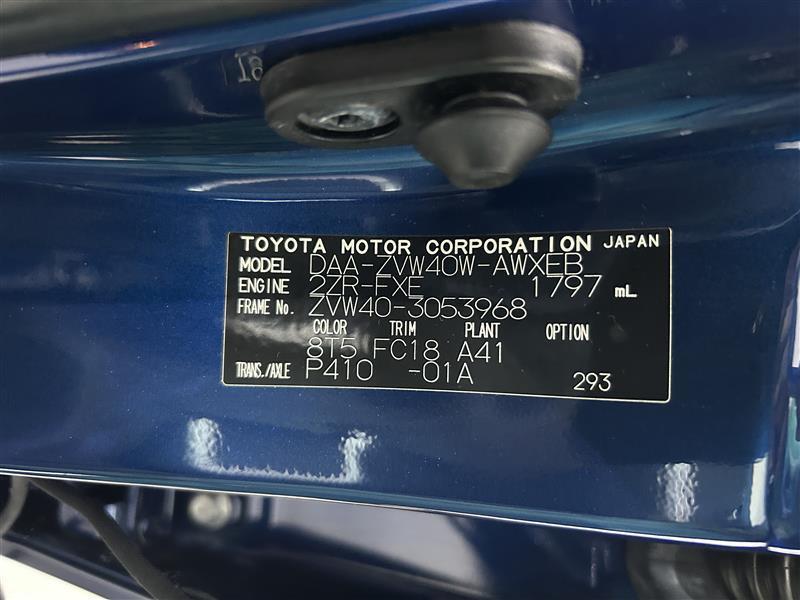 18
TOYOTA MOTOR CORPORATION JAPAN
MODEL DAA-ZVW40W-AWXEB
ENGINE 2ZR-FXE 1797 mL
FRAME No. ZVW40-3053968
COLOR TRIM PLANT OPTION
8T5 FC18 A41
TRANS./AXLE P410 -01A 293